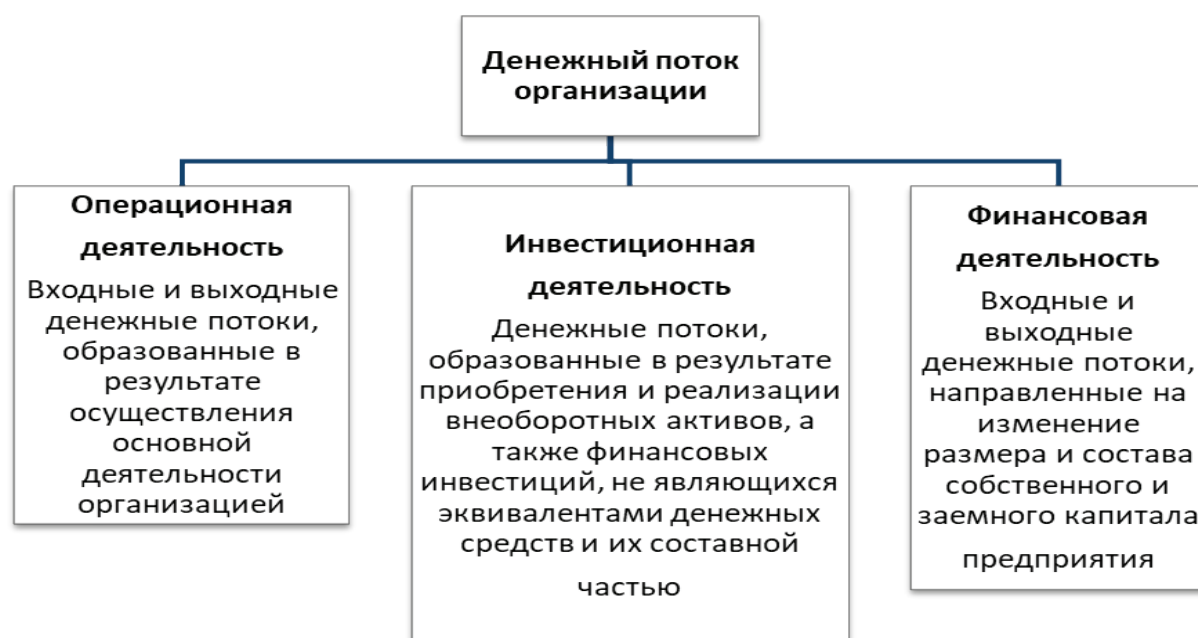 Денежный поток
организации
Операционная
деятельность
Входные и выходные
денежные потоки,
образованные в
результате
осуществления
основной
деятельности
организацией
Инвестиционная
деятельность
Денежные потоки,
образованные в результате
приобретения и реализации
внеоборотных активов, а
также финансовых
инвестиций, не являющихся
эквивалентами денежных
средств и их составной
частью
Финансовая
деятельность
Входные и
выходные
денежные потоки,
направленные на
изменение
размера и состава
собственного и
заемного капитала
предприятия